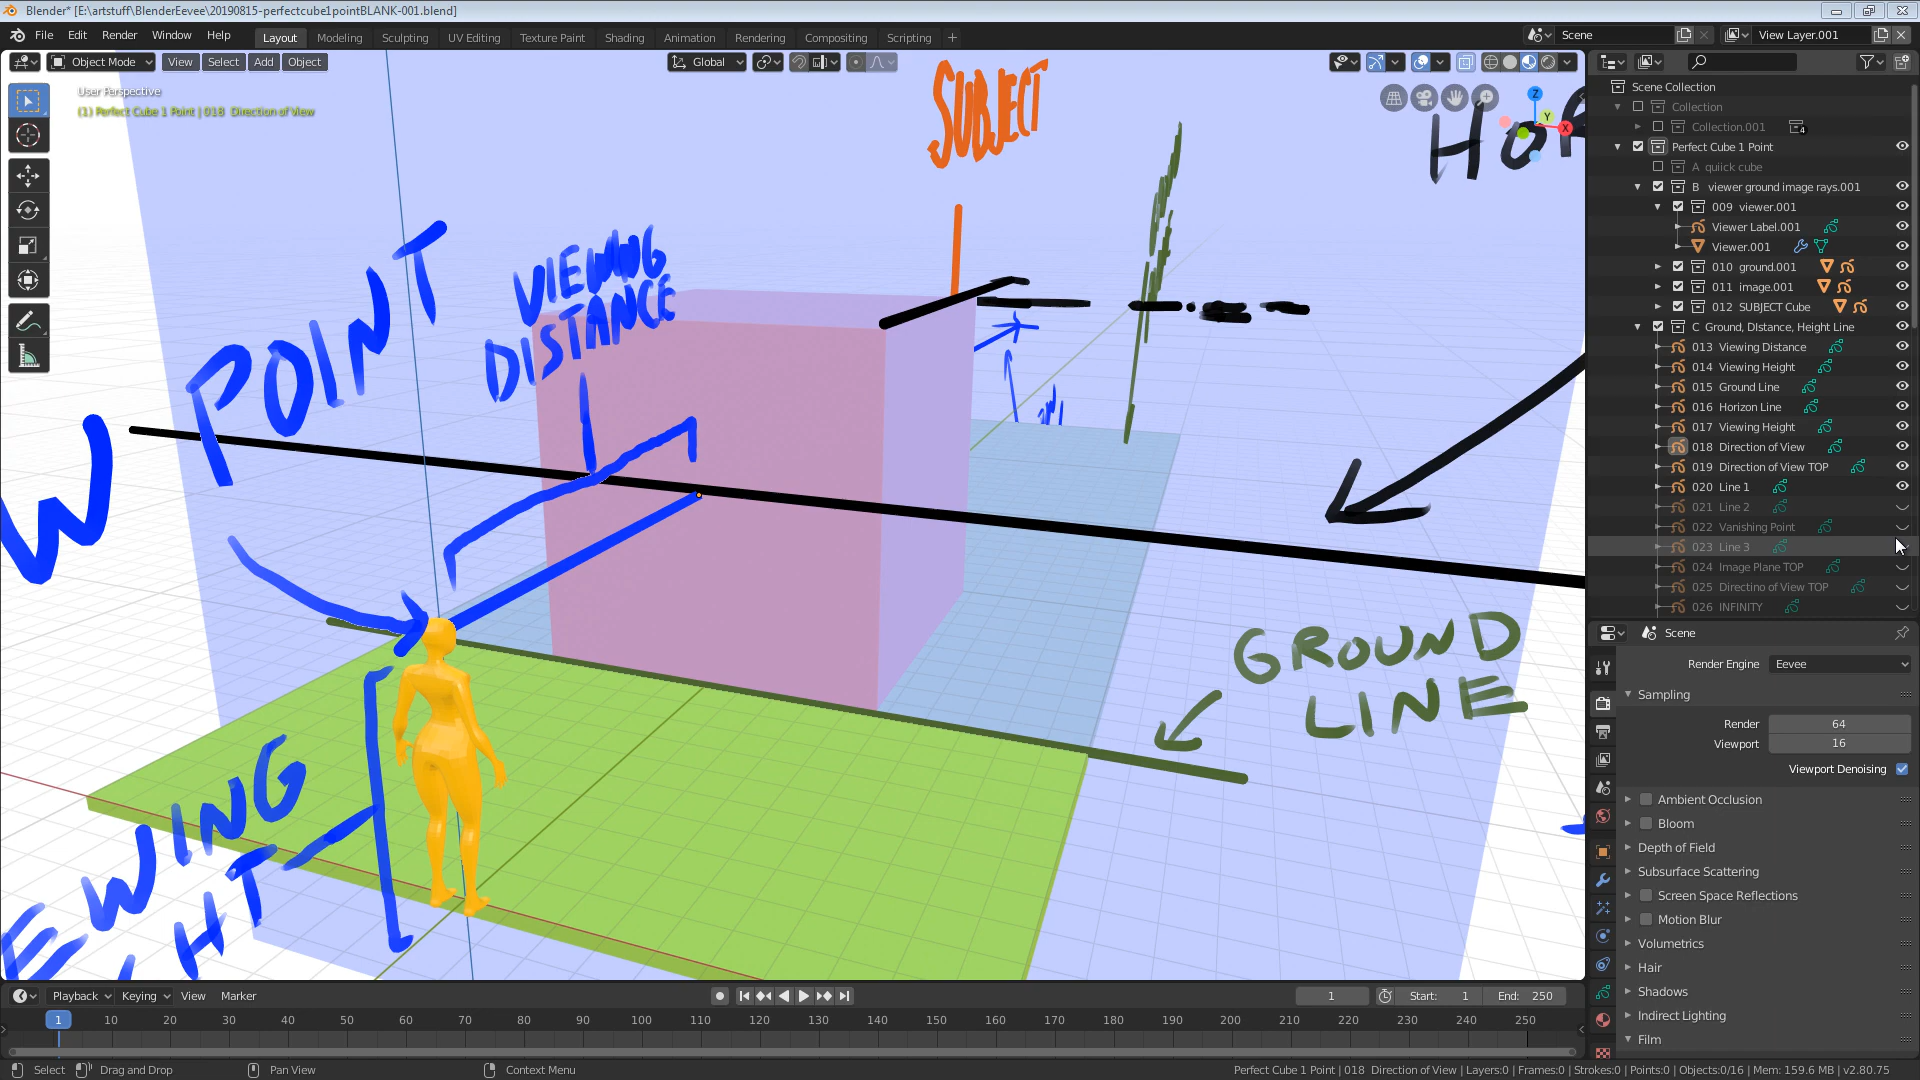 Blender* [E:\artstuff\BlenderEevee\20190815-perfectcube1pointBLANK-001.blend]
File Edit Render Window Help
Layout Modeling Sculpting UV Editing Texture Paint Shading Animation Rendering Compositing Scripting +
Scene
View Layer.001
Object Mode View Select Add Object
Global
User Perspective
(1) Perfect Cube 1 Point | 018 Direction of View
SUBJECT
HOR
Z
Y
X
W POINT
VIEWING
DISTANCE
GROUND
LINE
EWING
HT
Scene Collection
Collection
Collection.001 4
Perfect Cube 1 Point
A quiick cube
B viewer ground image rays.001
009 viewer.001
Viewer Label.001
Viewer.001
010 ground.001
011 image.001
012 SUBJECT Cube
C Ground, DIstance, Height Line
013 Viewing Distance
014 Viewing Height
015 Ground Line
016 Horizon Line
017 Viewing Height
018 Direction of View
019 Direction of View TOP
020 Line 1
021 Line 2
022 Vanishing Point
023 Line 3
024 Image Plane TOP
025 Directino of View TOP
026 INFINITY
Scene
Render Engine Eevee
Sampling
Render 64
Viewport 16
Viewport Denoising
Ambient Occlusion
Bloom
Depth of Field
Subsurface Scattering
Screen Space Reflections
Motion Blur
Volumetrics
Hair
Shadows
Indirect Lighting
Film
Playback Keying View Marker
1 Start: 1 End: 250
1 10 20 30 40 50 60 70 80 90 100 110 120 130 140 150 160 170 180 190 200 210 220 230 240 250
Select Drag and Drop Pan View Context Menu
Perfect Cube 1 Point | 018 Direction of View | Layers:0 | Frames:0 | Strokes:0 | Points:0 | Objects:0/16 | Mem: 159.6 MB | v2.80.75